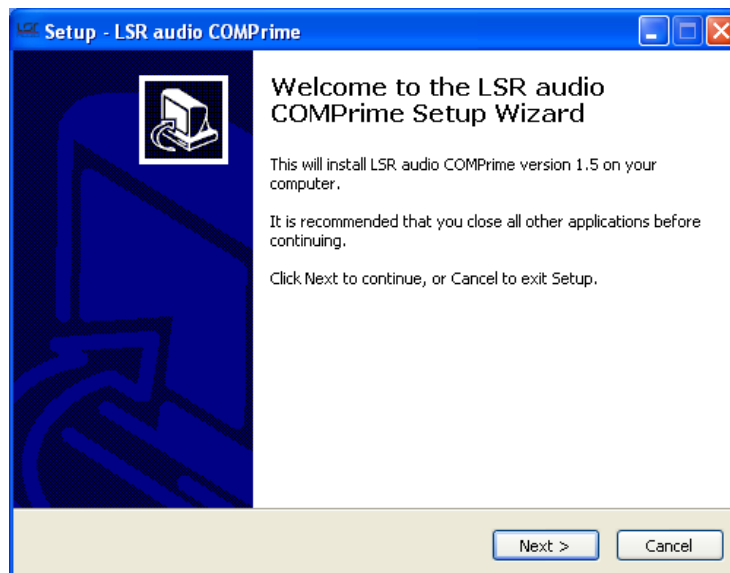 Setup - LSR audio COMPrime
Welcome to the LSR audio
COMPrime Setup Wizard
This will install LSR audio COMPrime version 1.5 on your
computer.
It is recommended that you close all other applications before
continuing.
Click Next to continue, or Cancel to exit Setup.
Next >
Cancel